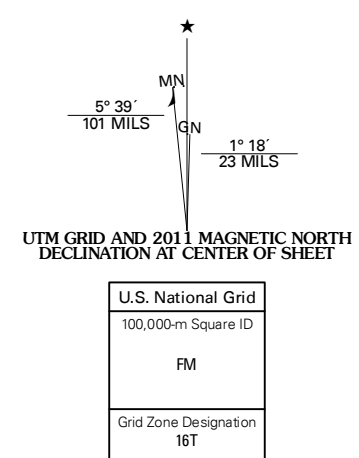 ★
MN
5° 39´
101 MILS
GN
1° 18´
23 MILS
UTM GRID AND 2011 MAGNETIC NORTH
DECLINATION AT CENTER OF SHEET
U.S. National Grid
100,000-m Square ID
FM
Grid Zone Designation
16T